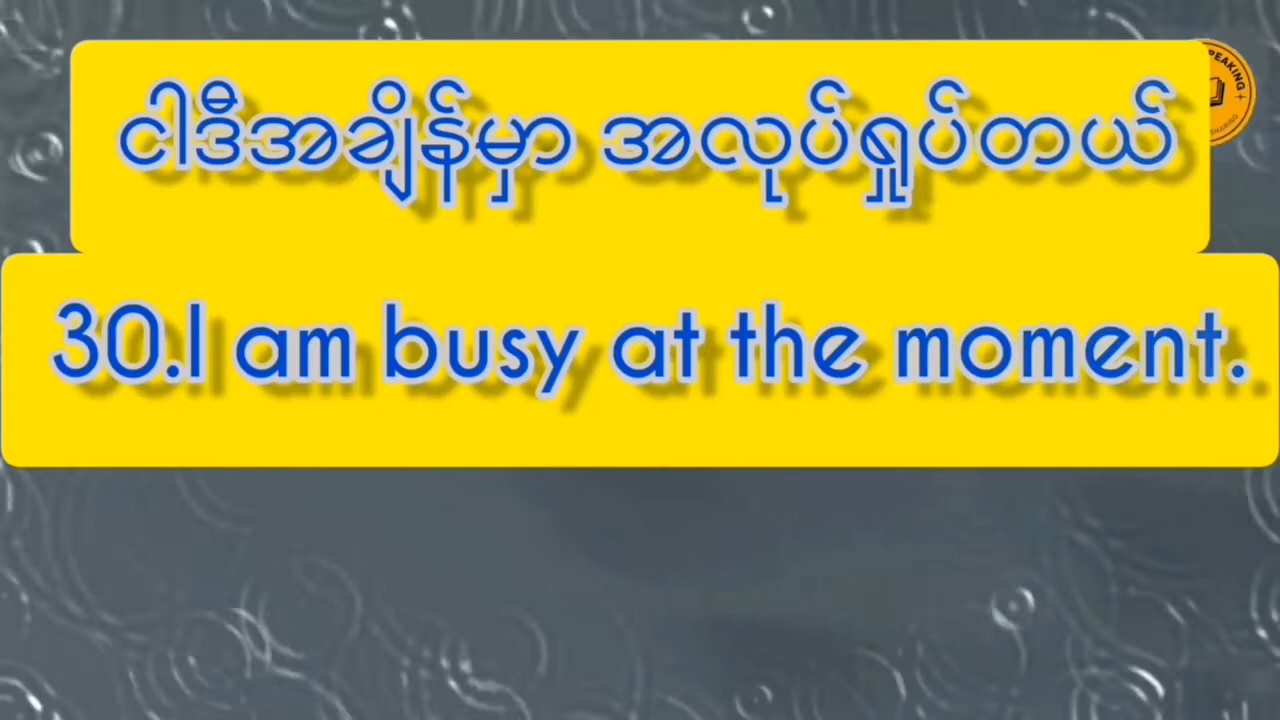 ငါဒီအချိန်မှာ အလုပ်ရှုပ်တယ်
30.I am busy at the moment.